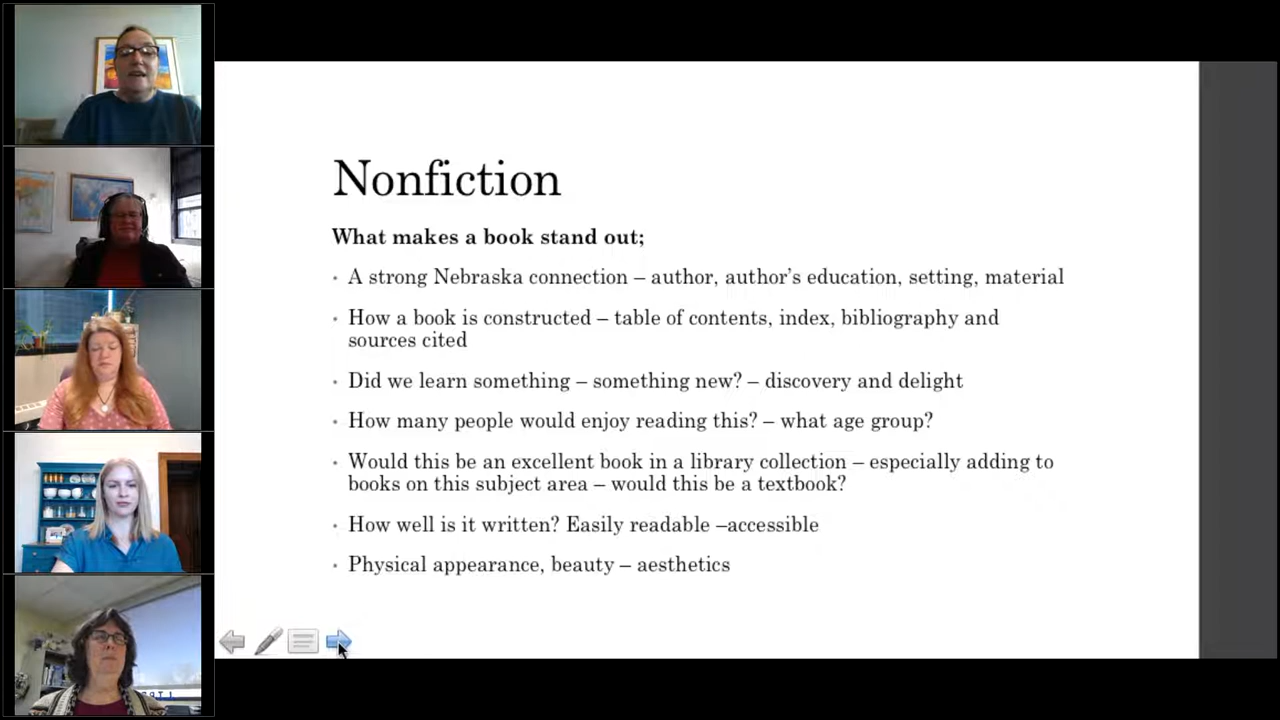 Nonfiction
What makes a book stand out;
· A strong Nebraska connection – author, author’s education, setting, material
· How a book is constructed – table of contents, index, bibliography and
sources cited
· Did we learn something – something new? – discovery and delight
· How many people would enjoy reading this? – what age group?
· Would this be an excellent book in a library collection – especially adding to
books on this subject area – would this be a textbook?
· How well is it written? Easily readable –accessible
· Physical appearance, beauty – aesthetics